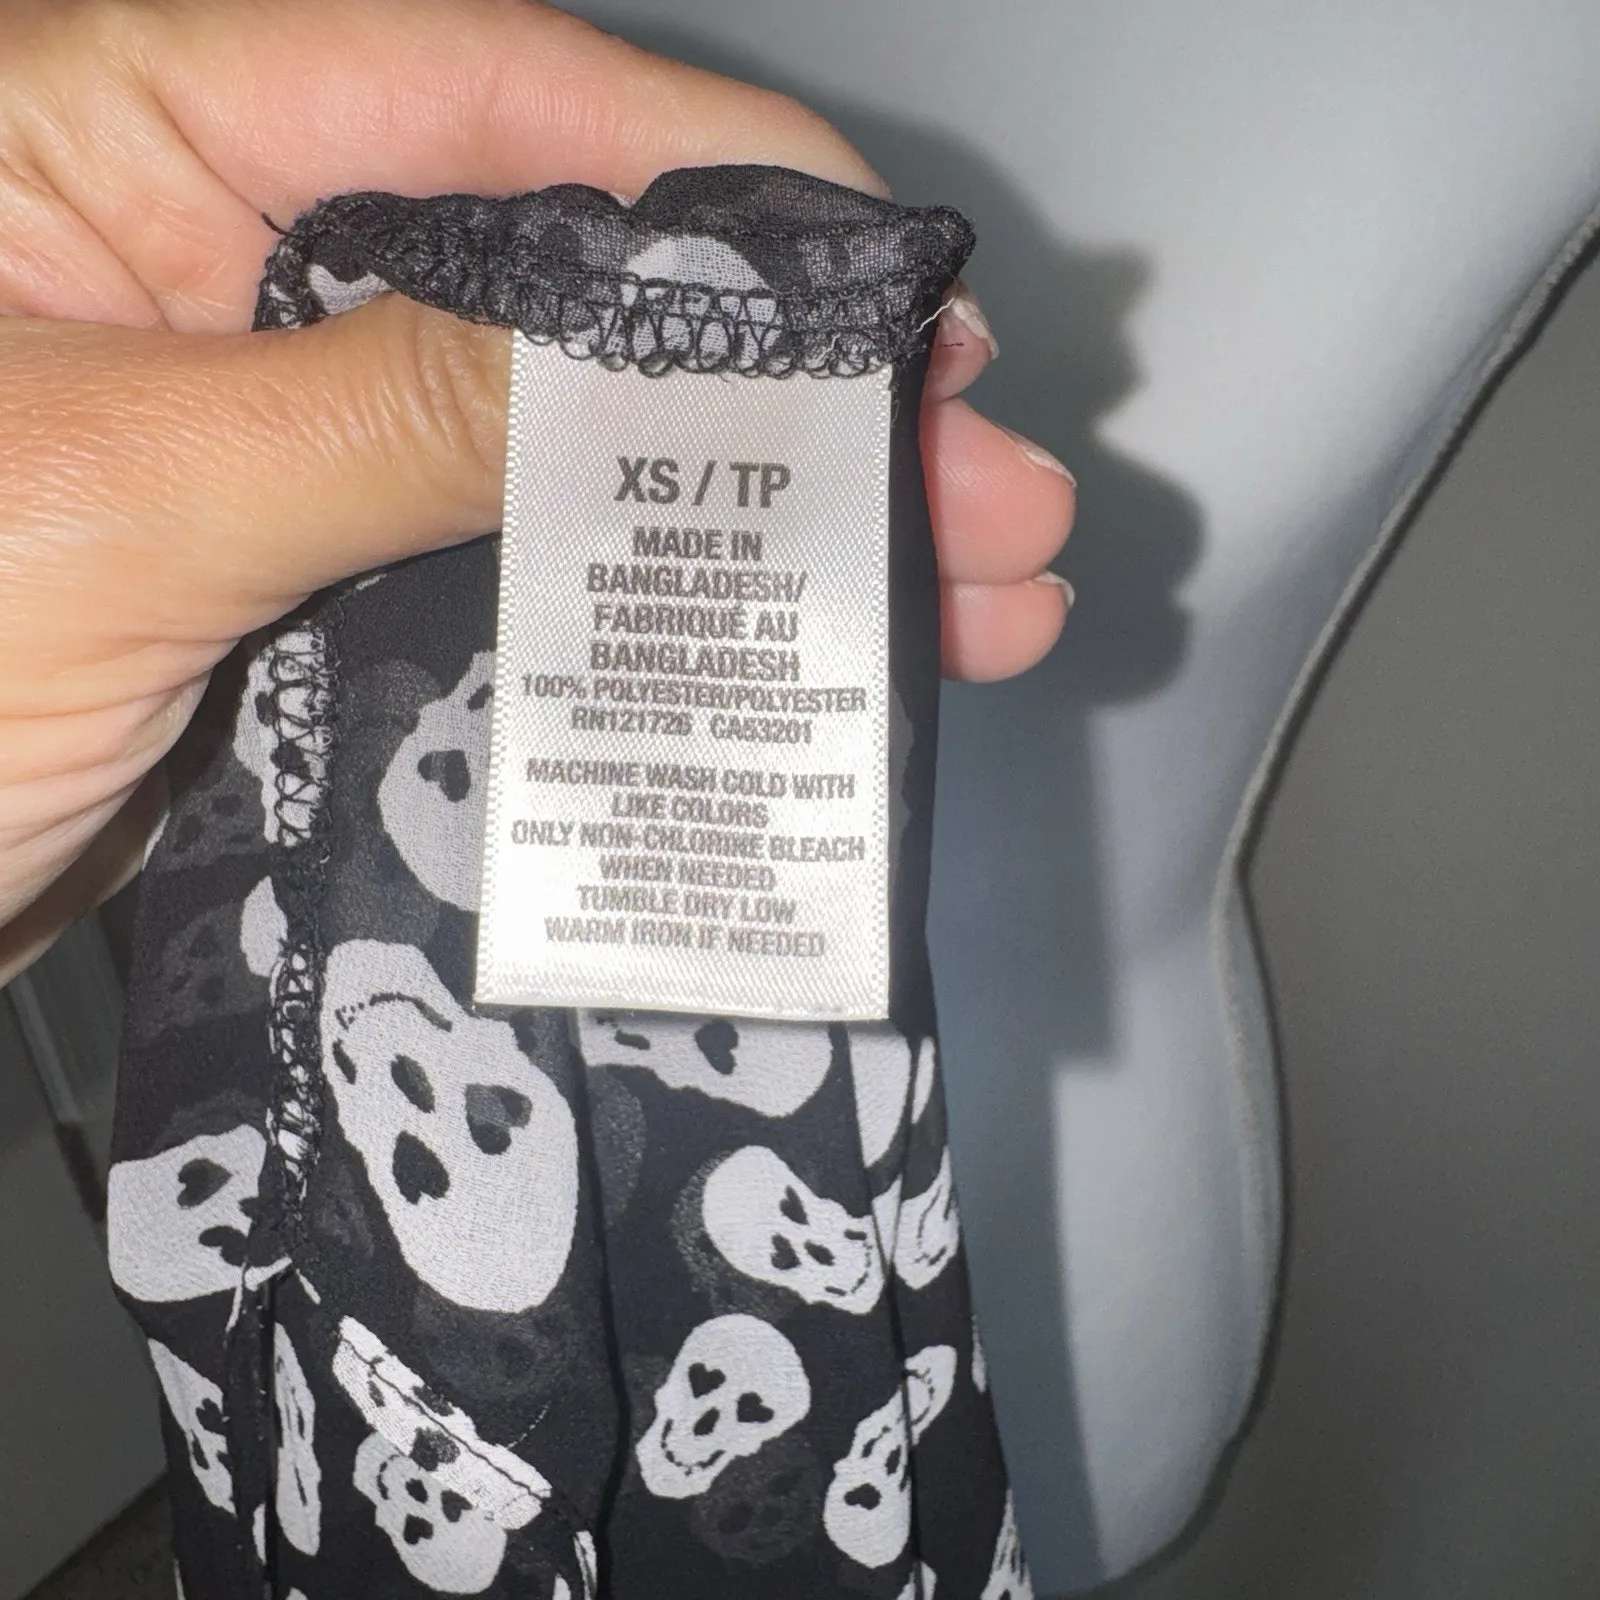 XS / TP
MADE IN
BANGLADESH/
FABRIQUÉ AU
BANGLADESH
100% POLYESTER/POLYESTER
RN121726 CA53201
MACHINE WASH COLD WITH
LIKE COLORS
ONLY NON-CHLORINE BLEACH
WHEN NEEDED
TUMBLE DRY LOW
WARM IRON IF NEEDED